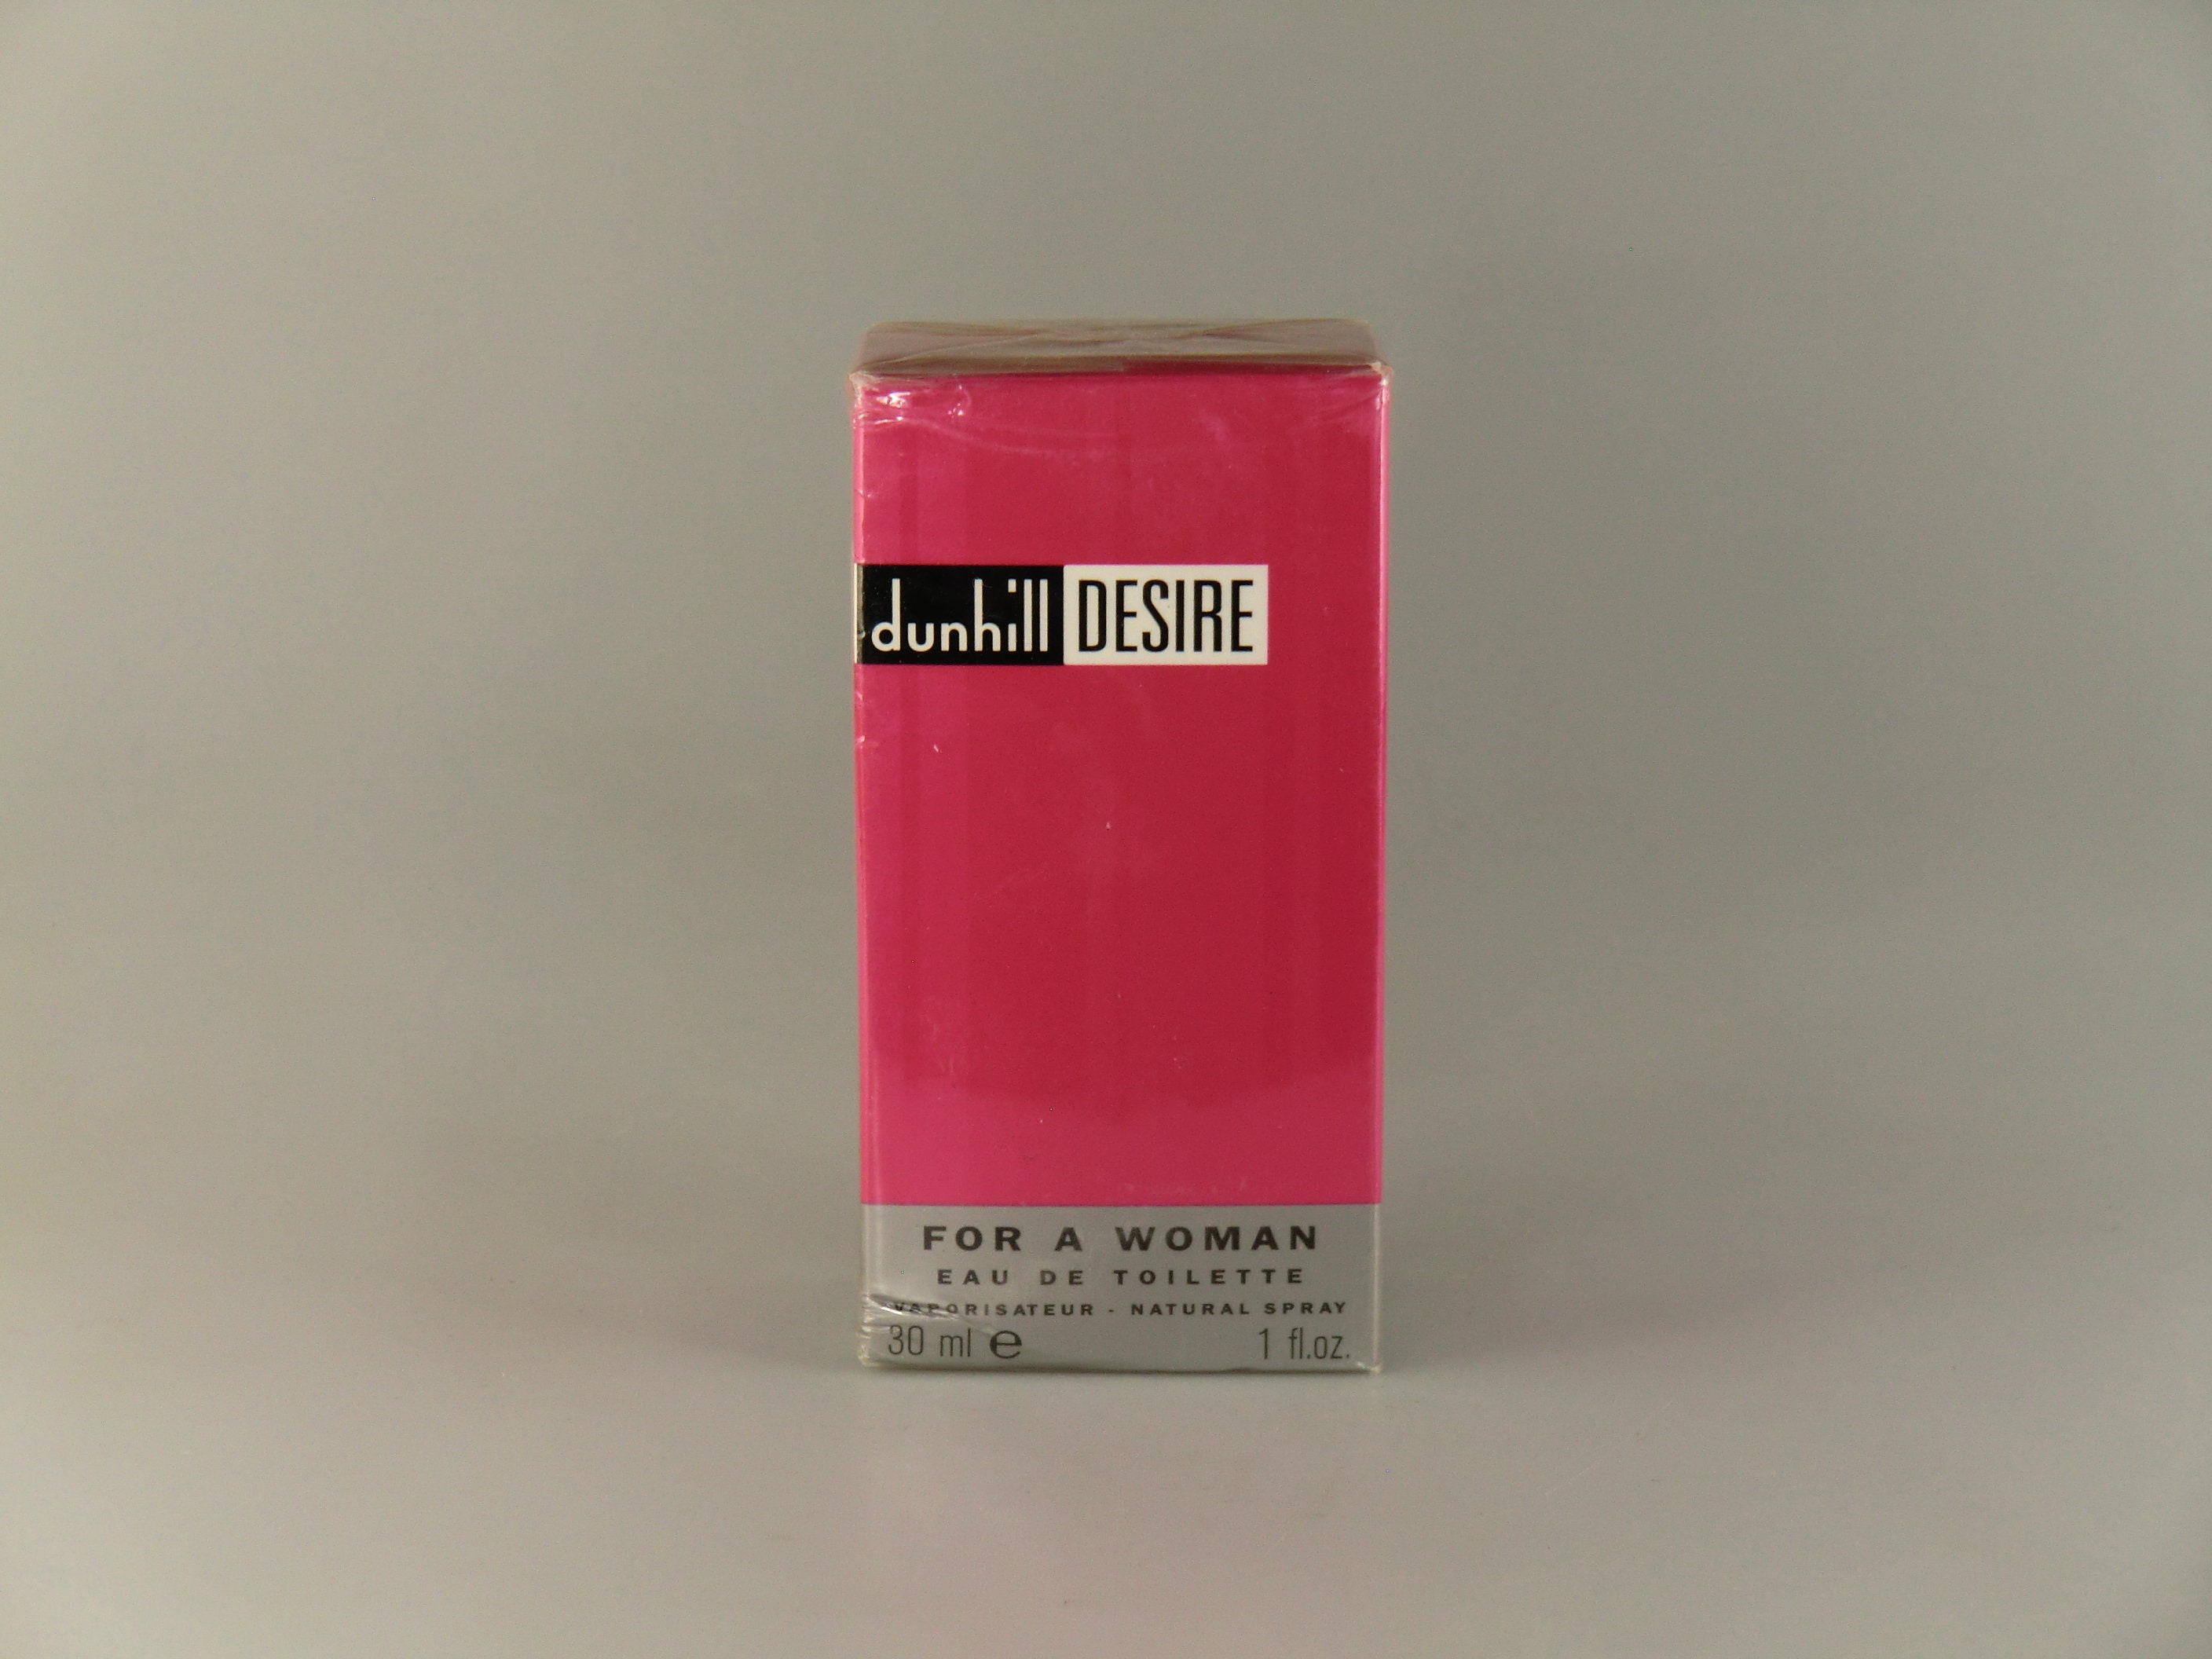 dunhill DESIRE
FOR A WOMAN
EAU DE TOILETTE
VAPORISATEUR - NATURAL SPRAY
30 ml e 1 fl.oz.